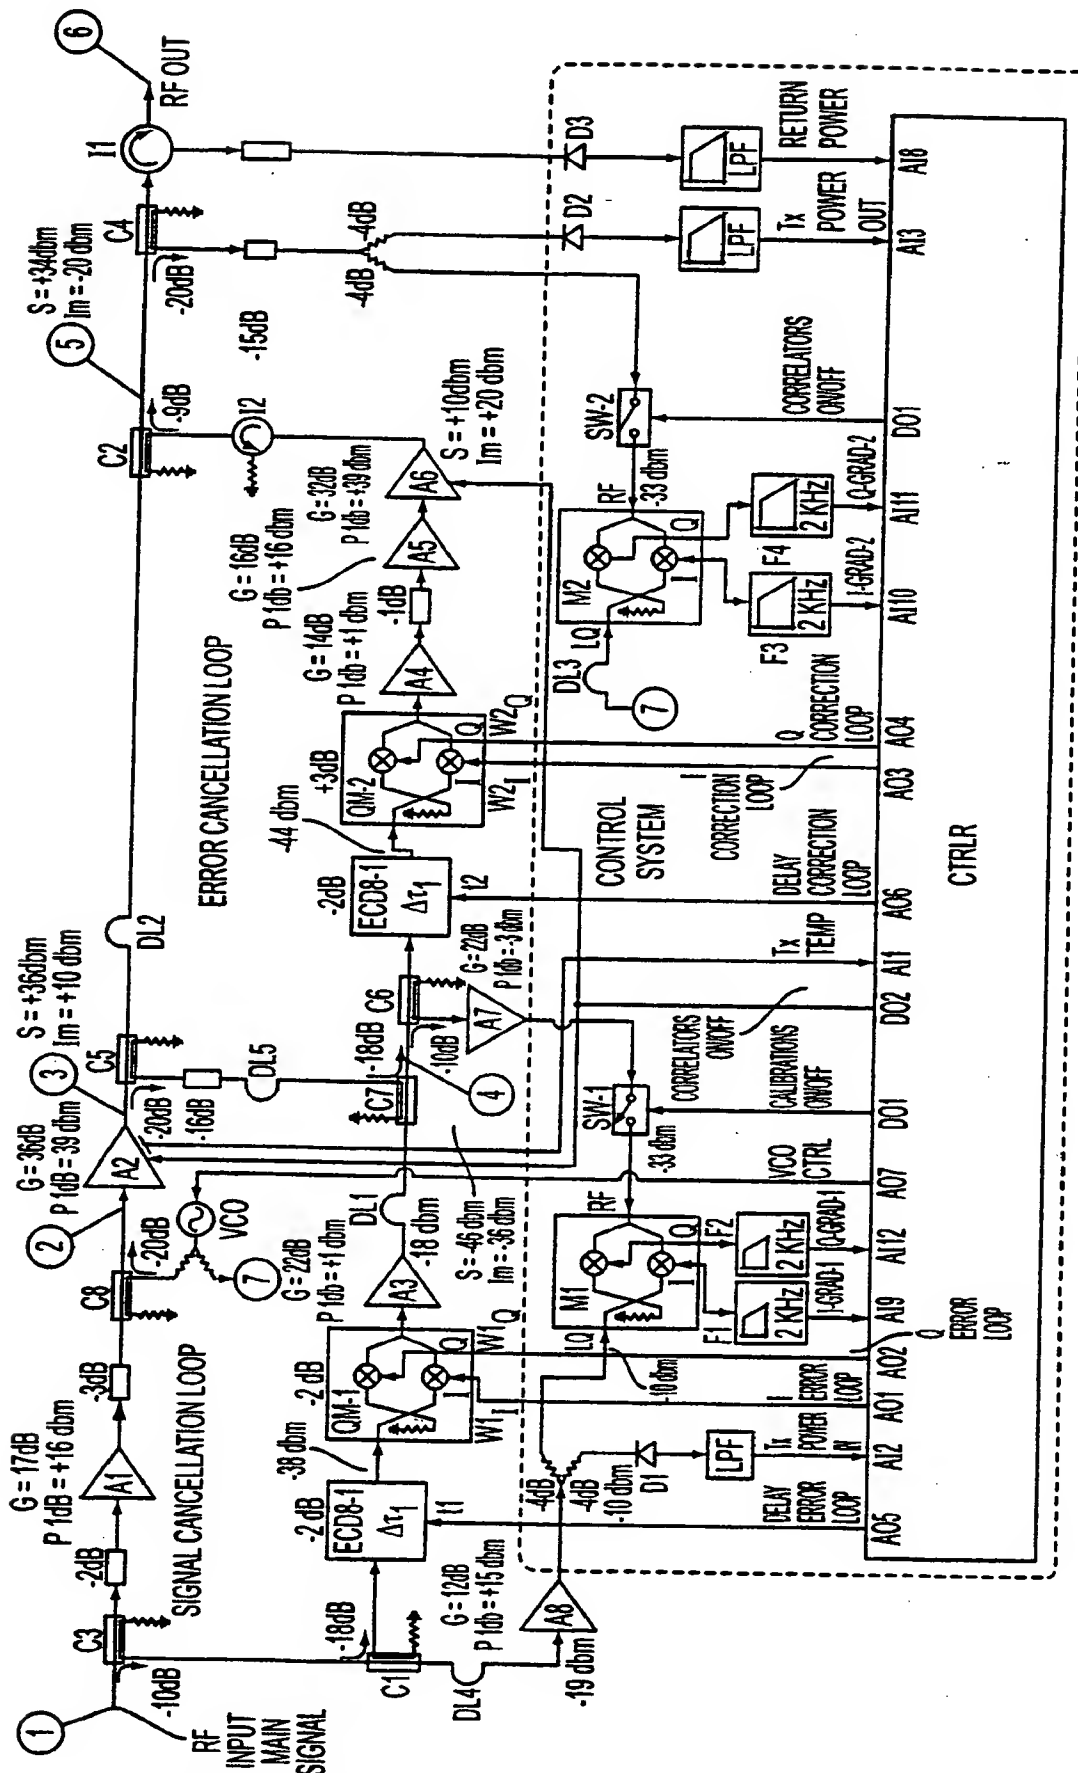 1
RF
INPUT
MAIN
SIGNAL
C3
-10dB
-2dB
G = 17dB
P 1dB = +16 dbm
A1
-3dB
SIGNAL CANCELLATION LOOP
C8
-20dB
2
VCO
7
G = 36dB
P 1dB = 39 dbm
A2
3
S = +36dbm
Im = +10 dbm
C5
-20dB
-16dB
DL5
DL2
ERROR CANCELLATION LOOP
C2
-9dB
5
S = +34dbm
Im = -20 dbm
C4
-20dB
-15dB
I1
RF OUT
6
I2
C1
-18dB
DL4
-19 dbm
G = 12dB
P 1db = +15 dbm
A8
-2 dB
ECD8-1
Δτ1
t1
-38 dbm
-2 dB
QM-1
Q
I
W1Q
W1I
G = 22dB
P 1db = +1 dbm
A3
-18 dbm
DL1
S = -46 dbm
Im = -36 dbm
C7
-18dB
4
C6
-10dB
G = 22dB
P 1db = -3 dbm
A7
-2dB
ECD8-1
Δτ1
t2
-44 dbm
+3dB
QM-2
Q
I
W2Q
W2I
G = 14dB
P 1db = +1 dbm
A4
-1dB
G = 16dB
P 1db = +16 dbm
A5
G = 32dB
P 1db = +39 dbm
A6
S = +10dbm
Im = +20 dbm
-4dB
-4dB
-4dB
-4dB
-10 dbm
D1
LPF
Tx
POWER
IN
DELAY
ERROR
LOOP
LQ
-10 dbm
M1
RF
Q
I
-33 dbm
SW-1
F1
2 KHz
I-GRAD-1
F2
2 KHz
Q-GRAD-1
I
ERROR
LOOP
Q
ERROR
LOOP
VCO
CTRL
CORRELATORS
ON/OFF
CALIBRATIONS
ON/OFF
Tx
TEMP
DELAY
CORRECTION
LOOP
CONTROL
SYSTEM
I
CORRECTION
LOOP
Q
CORRECTION
LOOP
7
DL3
LQ
M2
RF
Q
I
-33 dbm
SW-2
F3
2 KHz
I-GRAD-2
F4
2 KHz
Q-GRAD-2
CORRELATORS
ON/OFF
D2
LPF
Tx
POWER
OUT
D3
LPF
RETURN
POWER
AO5
AI2
AO1
AO2
AI9
AI12
AO7
DO1
DO2
AI1
AO6
AO3
AO4
AI10
AI11
DO1
AI3
AI8
CTRLR